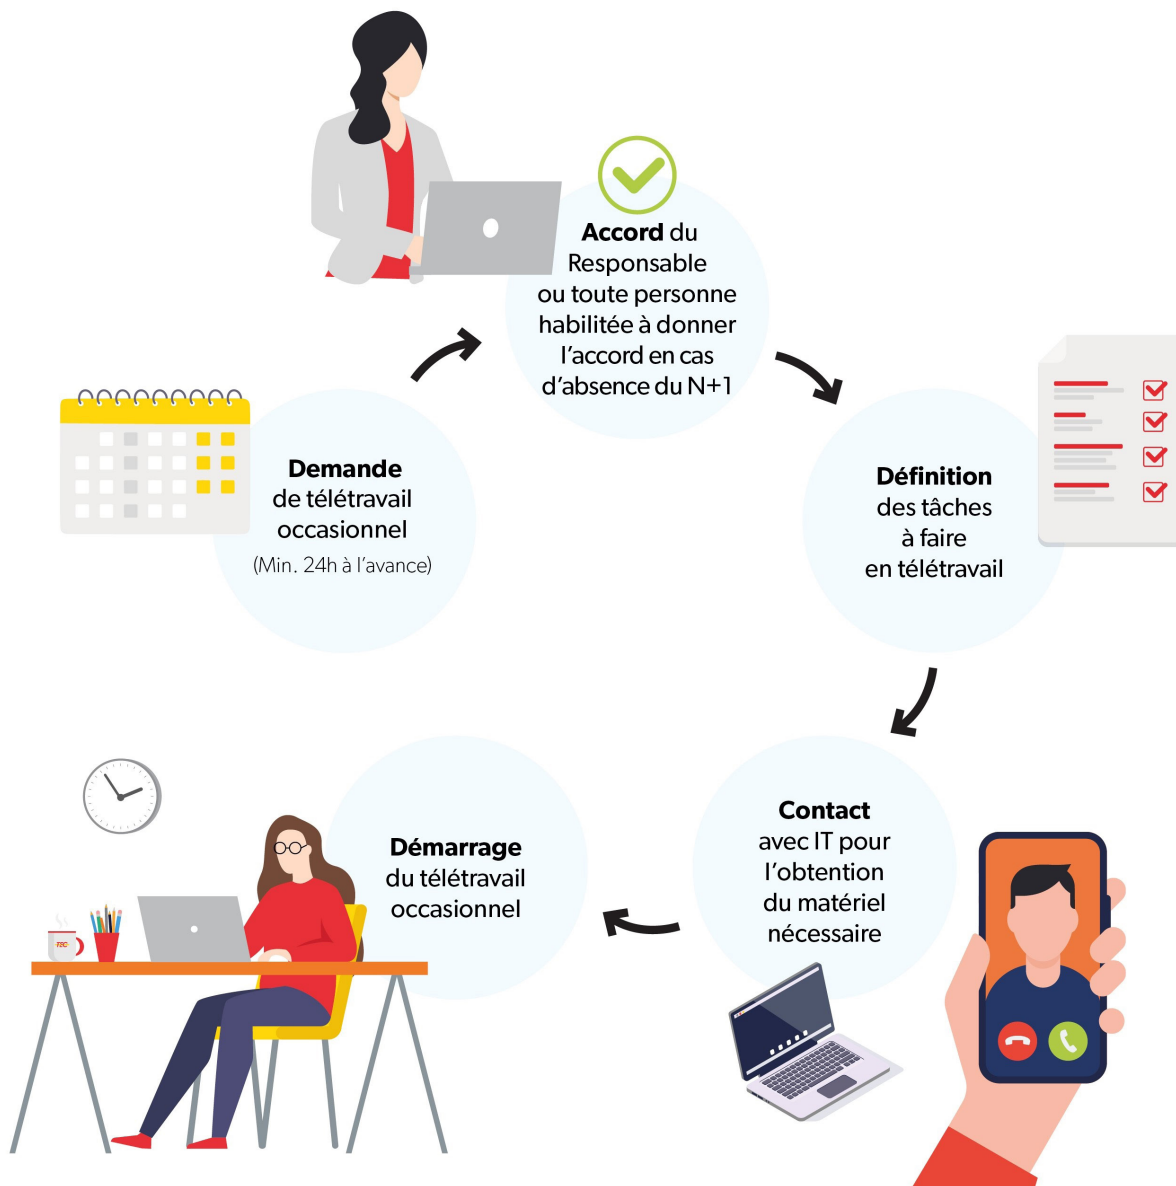 Accord du
Responsable
ou toute personne
habilitée à donner
l'accord en cas
d'absence du N+1
Demande
de télétravail
occasionnel
(Min. 24h à l'avance)
Définition
des tâches
à faire
en télétravail
Contact
avec IT pour
l'obtention
du matériel
nécessaire
Démarrage
du télétravail
occasionnel
TEC